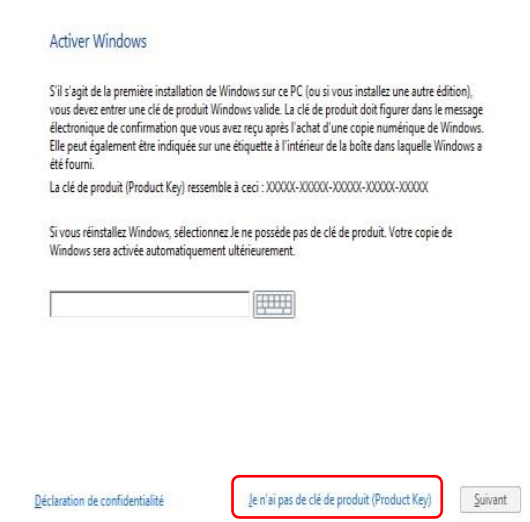 Activer Windows
S'il s'agit de la première installation de Windows sur ce PC (ou si vous installez une autre édition),
vous devez entrer une clé de produit Windows valide. La clé de produit doit figurer dans le message
électronique de confirmation que vous avez reçu après l'achat d'une copie numérique de Windows.
Elle peut également être indiquée sur une étiquette à l'intérieur de la boîte dans laquelle Windows a
été fourni.
La clé de produit (Product Key) ressemble à ceci : XXXXX-XXXXX-XXXXX-XXXXX-XXXXX
Si vous réinstallez Windows, sélectionnez Je ne possède pas de clé de produit. Votre copie de
Windows sera activée automatiquement ultérieurement.
Déclaration de confidentialité
Je n'ai pas de clé de produit (Product Key)
Suivant